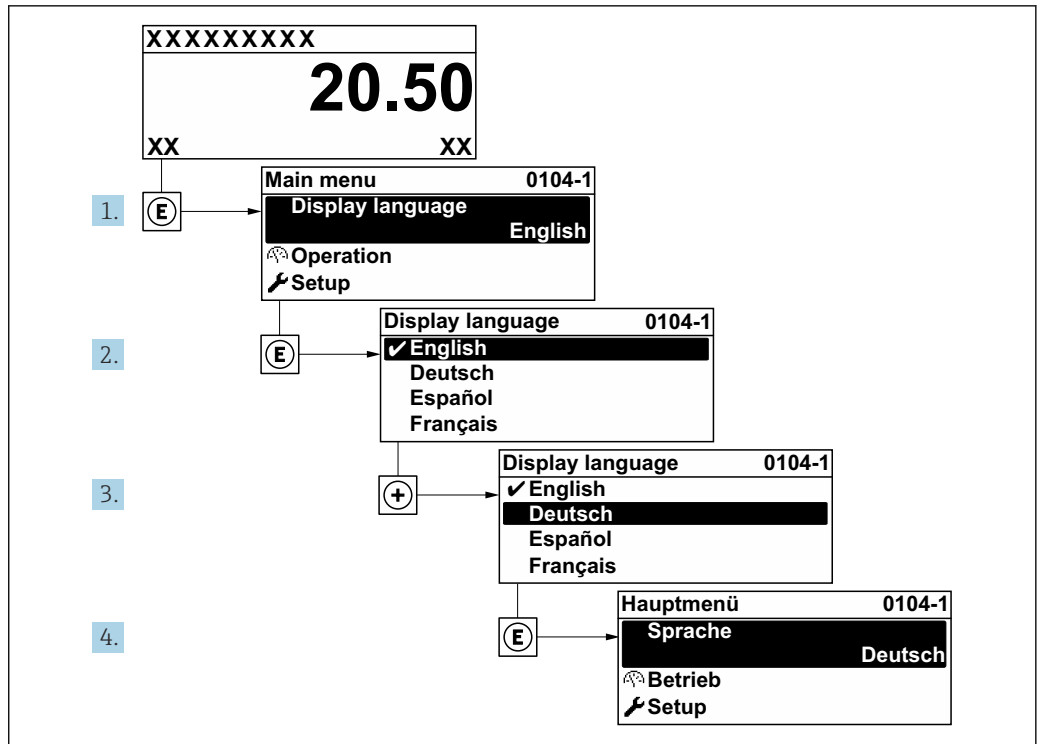 XXXXXXXXX
20.50
XX XX
1. E
Main menu 0104-1
Display language
English
Operation
Setup
2. E
Display language 0104-1
✔ English
Deutsch
Español
Français
3. +
Display language 0104-1
✔ English
Deutsch
Español
Français
4. E
Hauptmenü 0104-1
Sprache
Deutsch
Betrieb
Setup